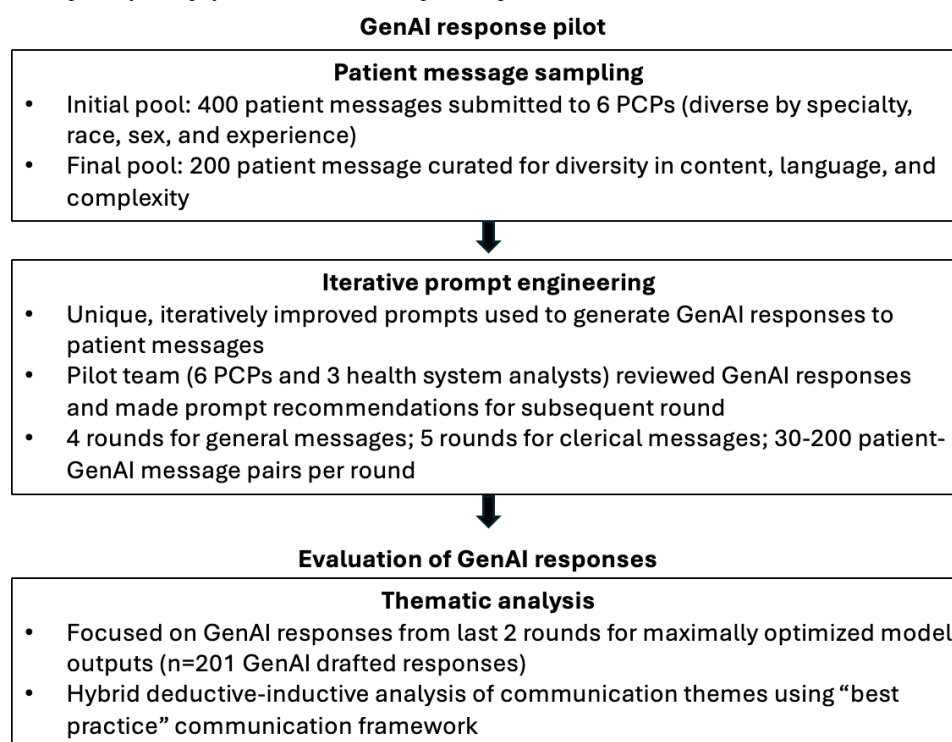 GenAI response pilot
Patient message sampling
• Initial pool: 400 patient messages submitted to 6 PCPs (diverse by specialty,
race, sex, and experience)
• Final pool: 200 patient message curated for diversity in content, language, and
complexity
Iterative prompt engineering
• Unique, iteratively improved prompts used to generate GenAI responses to
patient messages
• Pilot team (6 PCPs and 3 health system analysts) reviewed GenAI responses
and made prompt recommendations for subsequent round
• 4 rounds for general messages; 5 rounds for clerical messages; 30-200 patient-
GenAI message pairs per round
Evaluation of GenAI responses
Thematic analysis
• Focused on GenAI responses from last 2 rounds for maximally optimized model
outputs (n=201 GenAI drafted responses)
• Hybrid deductive-inductive analysis of communication themes using “best
practice” communication framework